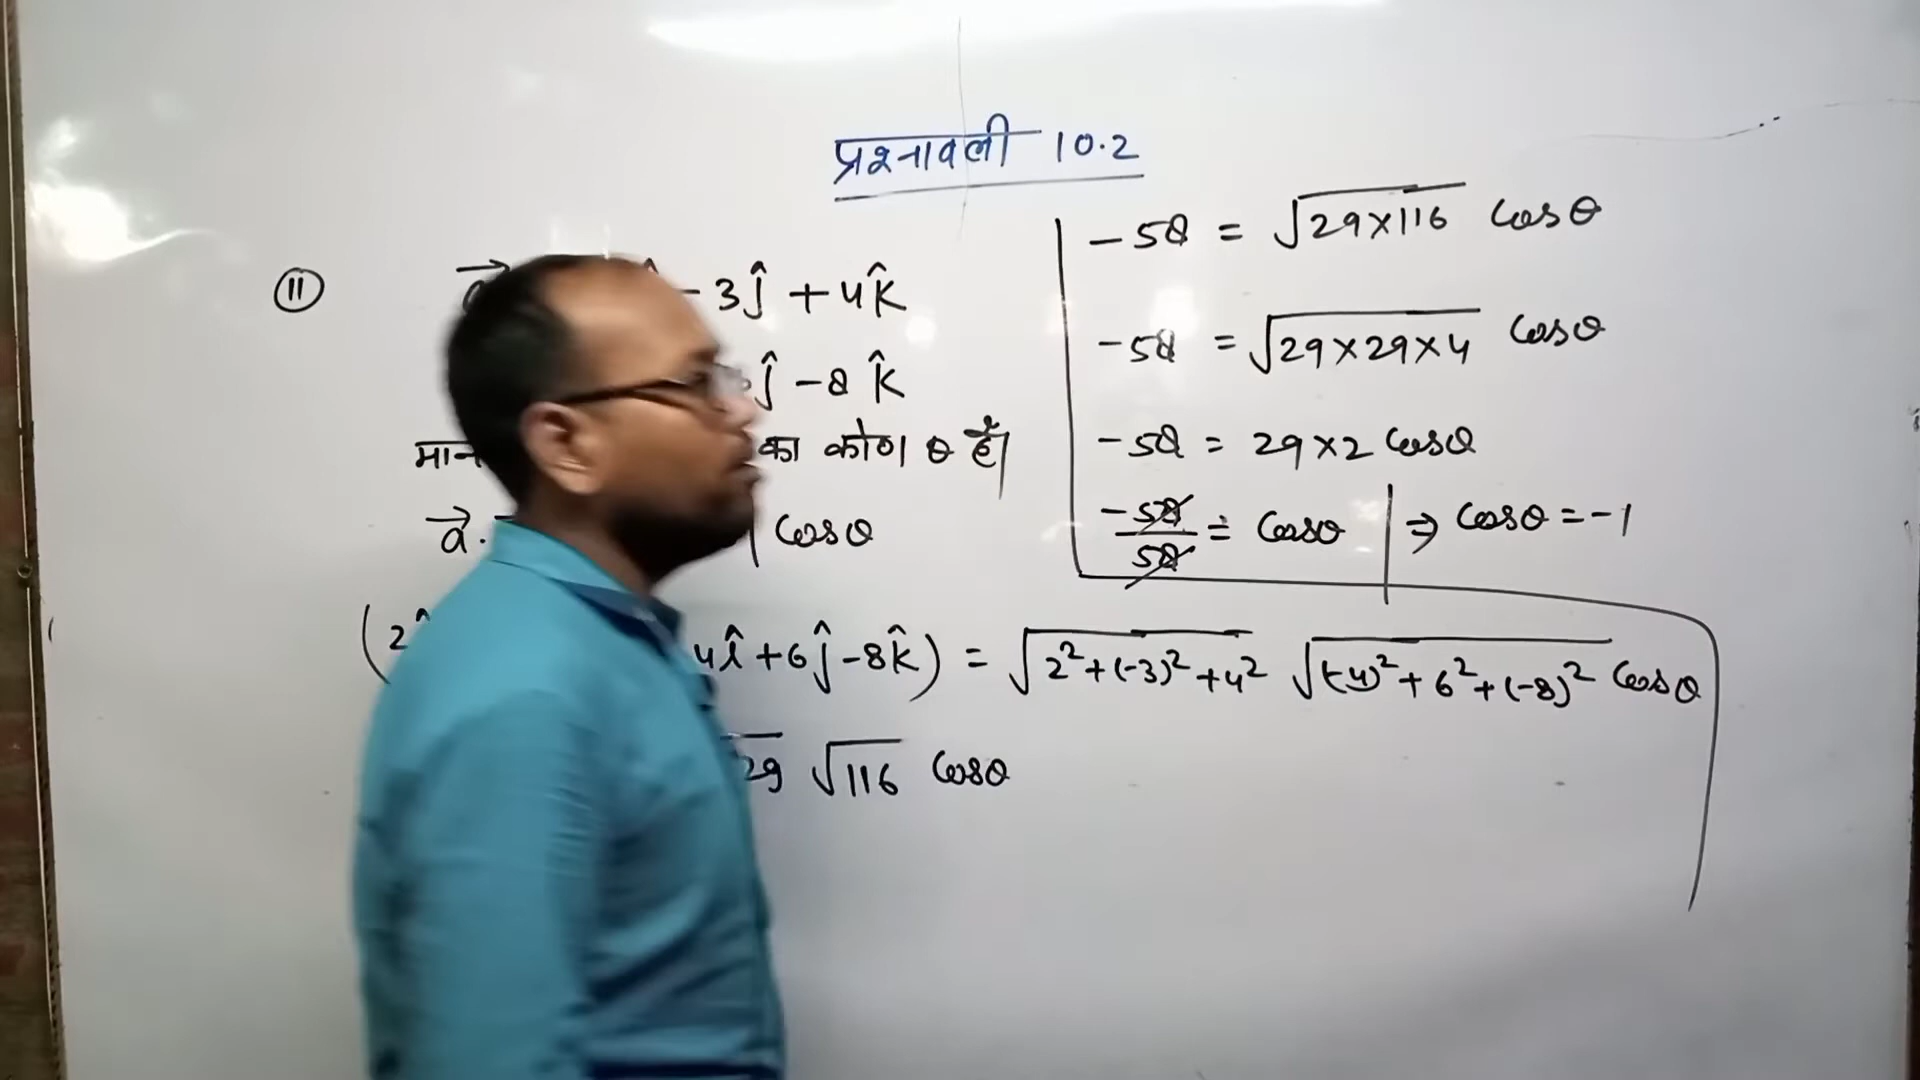 प्रश्नावली 10.2
11
- 3ĵ + 4k̂
ĵ - 8 k̂
मान का कोण θ है।
a⃗ . | Cosθ
(2 4î + 6ĵ - 8k̂) = √(2² + (-3)² + 4²) √((-4)² + 6² + (-8)²) Cosθ
29 √116 Cosθ
-58 = √(29×116) Cosθ
-58 = √(29×29×4) Cosθ
-58 = 29×2 Cosθ
-58/58 = Cosθ | ⇒ Cosθ = -1